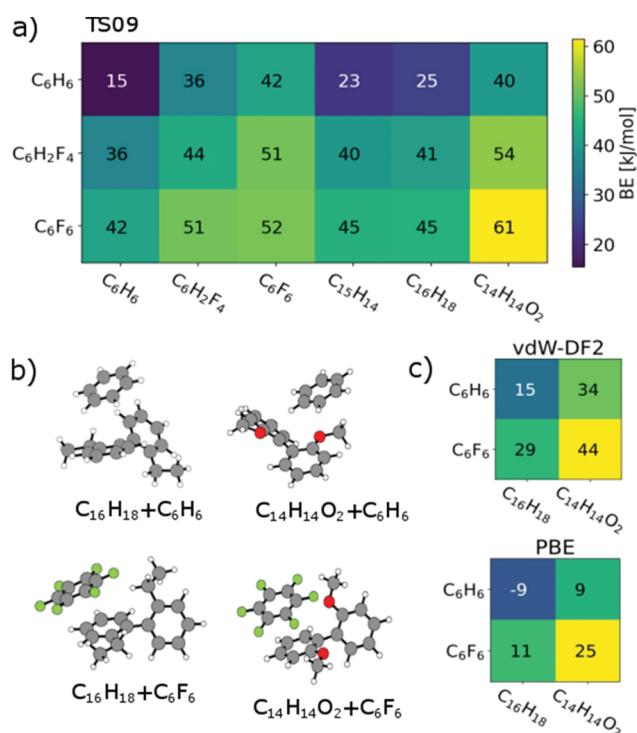 a) TS09
C₆H₆ 15 36 42 23 25 40
C₆H₂F₄ 36 44 51 40 41 54
C₆F₆ 42 51 52 45 45 61
C₆H₆ C₆H₂F₄ C₆F₆ C₁₅H₁₄ C₁₆H₁₈ C₁₄H₁₄O₂
60
50
40
30
20
BE [kJ/mol]
b)
C₁₆H₁₈+C₆H₆
C₁₄H₁₄O₂+C₆H₆
C₁₆H₁₈+C₆F₆
C₁₄H₁₄O₂+C₆F₆
c)
vdW-DF2
C₆H₆ 15 34
C₆F₆ 29 44
C₁₆H₁₈ C₁₄H₁₄O₂
PBE
C₆H₆ -9 9
C₆F₆ 11 25
C₁₆H₁₈ C₁₄H₁₄O₂